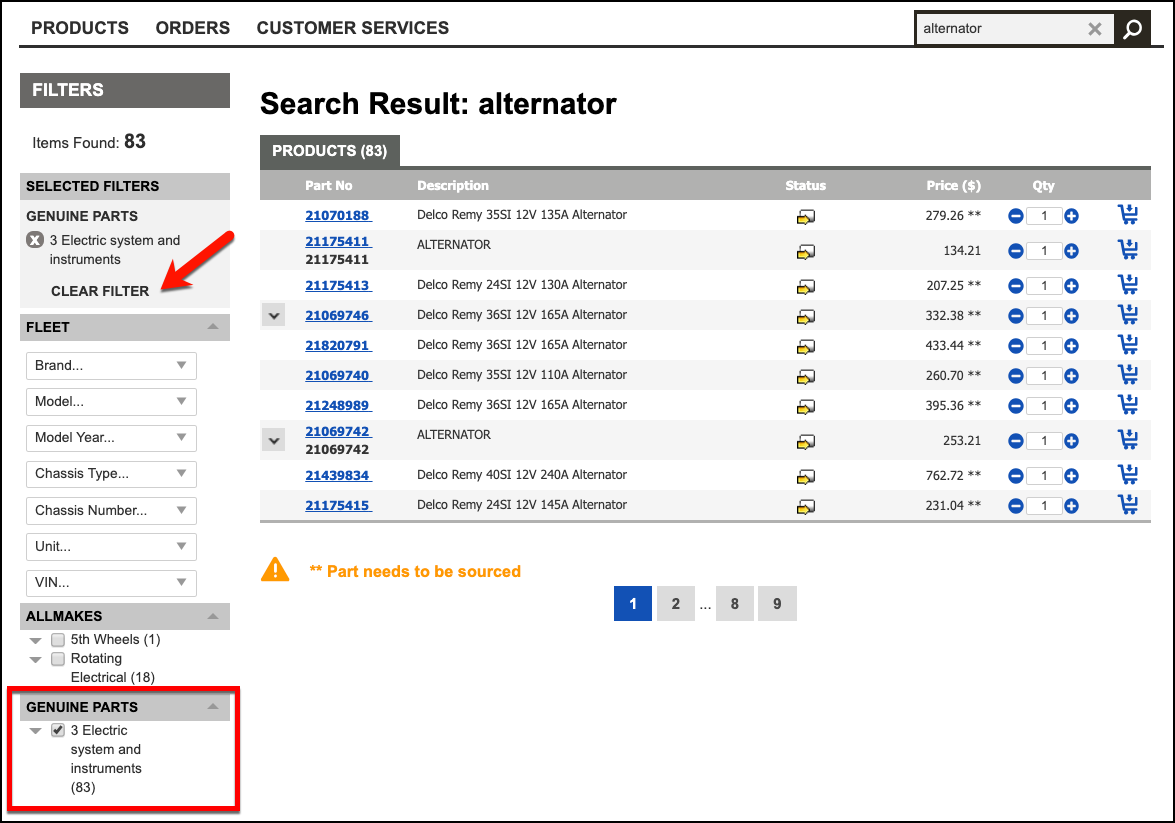 PRODUCTS ORDERS CUSTOMER SERVICES alternator
FILTERS
Items Found: 83
SELECTED FILTERS
GENUINE PARTS
X 3 Electric system and
instruments
CLEAR FILTER
FLEET
Brand...
Model...
Model Year...
Chassis Type...
Chassis Number...
Unit...
VIN...
ALLMAKES
5th Wheels (1)
Rotating
Electrical (18)
GENUINE PARTS
3 Electric
system and
instruments
(83)
Search Result: alternator
PRODUCTS (83)
Part No Description Status Price ($) Qty
21070188 Delco Remy 35SI 12V 135A Alternator 279.26 ** 1
21175411 ALTERNATOR 134.21 1
21175411
21175413 Delco Remy 24SI 12V 130A Alternator 207.25 ** 1
21069746 Delco Remy 36SI 12V 165A Alternator 332.38 ** 1
21820791 Delco Remy 36SI 12V 165A Alternator 433.44 ** 1
21069740 Delco Remy 35SI 12V 110A Alternator 260.70 ** 1
21248989 Delco Remy 36SI 12V 165A Alternator 395.36 ** 1
21069742 ALTERNATOR 253.21 1
21069742
21439834 Delco Remy 40SI 12V 240A Alternator 762.72 ** 1
21175415 Delco Remy 24SI 12V 145A Alternator 231.04 ** 1
** Part needs to be sourced
1 2 ... 8 9